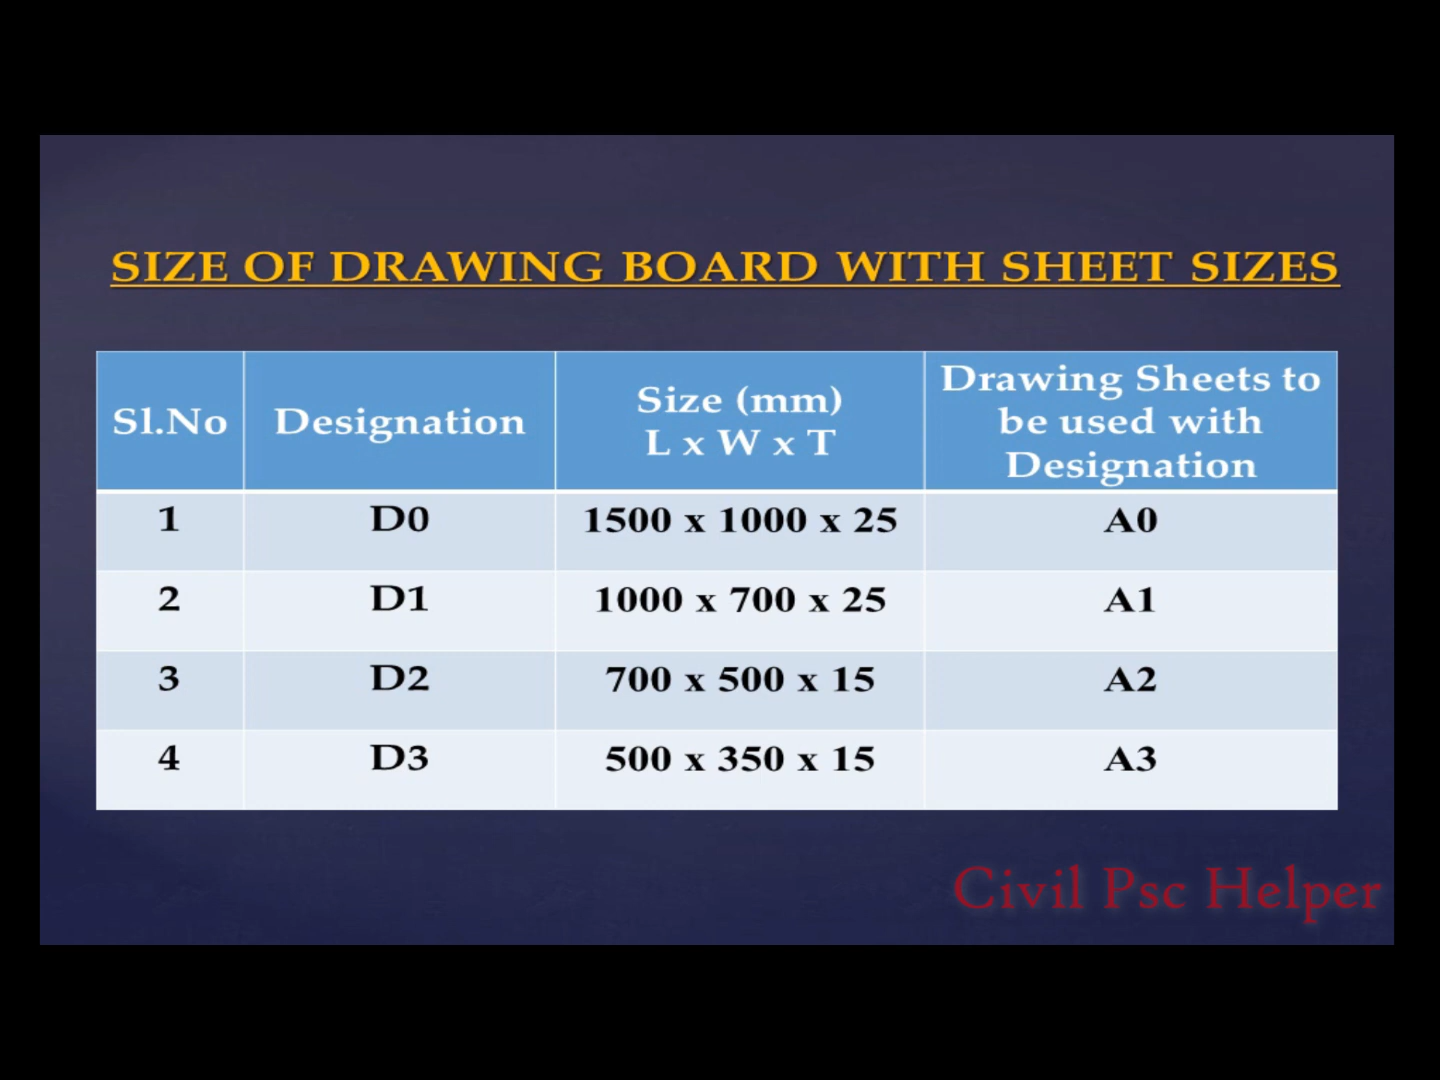 SIZE OF DRAWING BOARD WITH SHEET SIZES
Sl.No Designation Size (mm) L x W x T Drawing Sheets to be used with Designation
1 D0 1500 x 1000 x 25 A0
2 D1 1000 x 700 x 25 A1
3 D2 700 x 500 x 15 A2
4 D3 500 x 350 x 15 A3
Civil Psc Helper